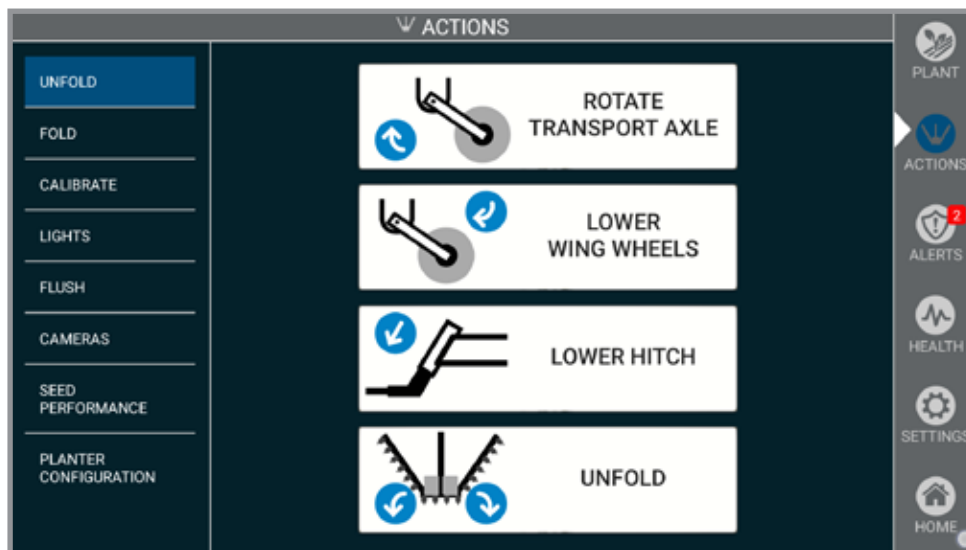 ACTIONS
UNFOLD
FOLD
CALIBRATE
LIGHTS
FLUSH
CAMERAS
SEED
PERFORMANCE
PLANTER
CONFIGURATION
ROTATE
TRANSPORT AXLE
LOWER
WING WHEELS
LOWER HITCH
UNFOLD
PLANT
ACTIONS
2
ALERTS
HEALTH
SETTINGS
HOME